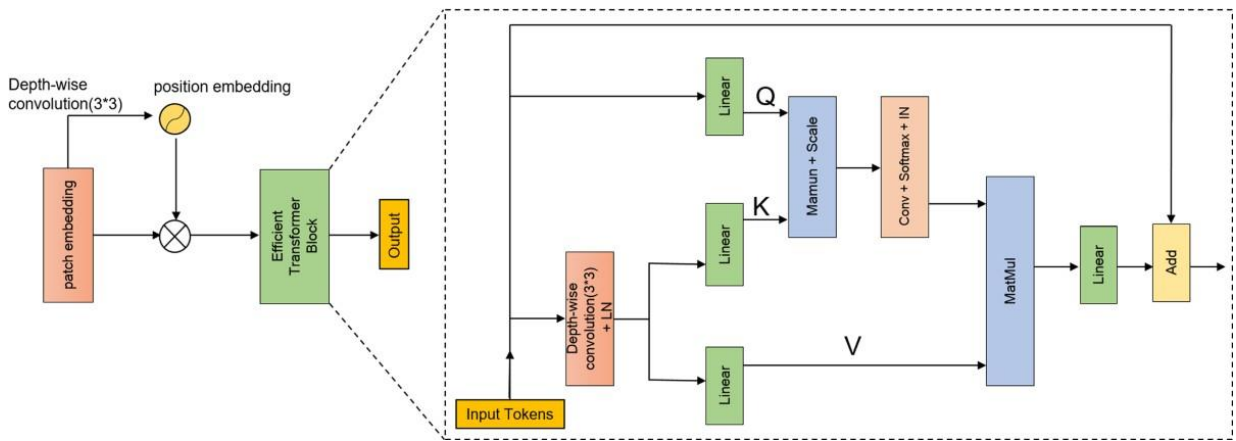 Depth-wise
convolution(3*3)
position embedding
patch embedding
Efficient
Transformer
Block
Output
Input Tokens
Depth-wise
convolution(3*3)
+ LN
Linear
Q
Linear
K
Linear
V
Mamun + Scale
Conv + Softmax + IN
MatMul
Linear
Add